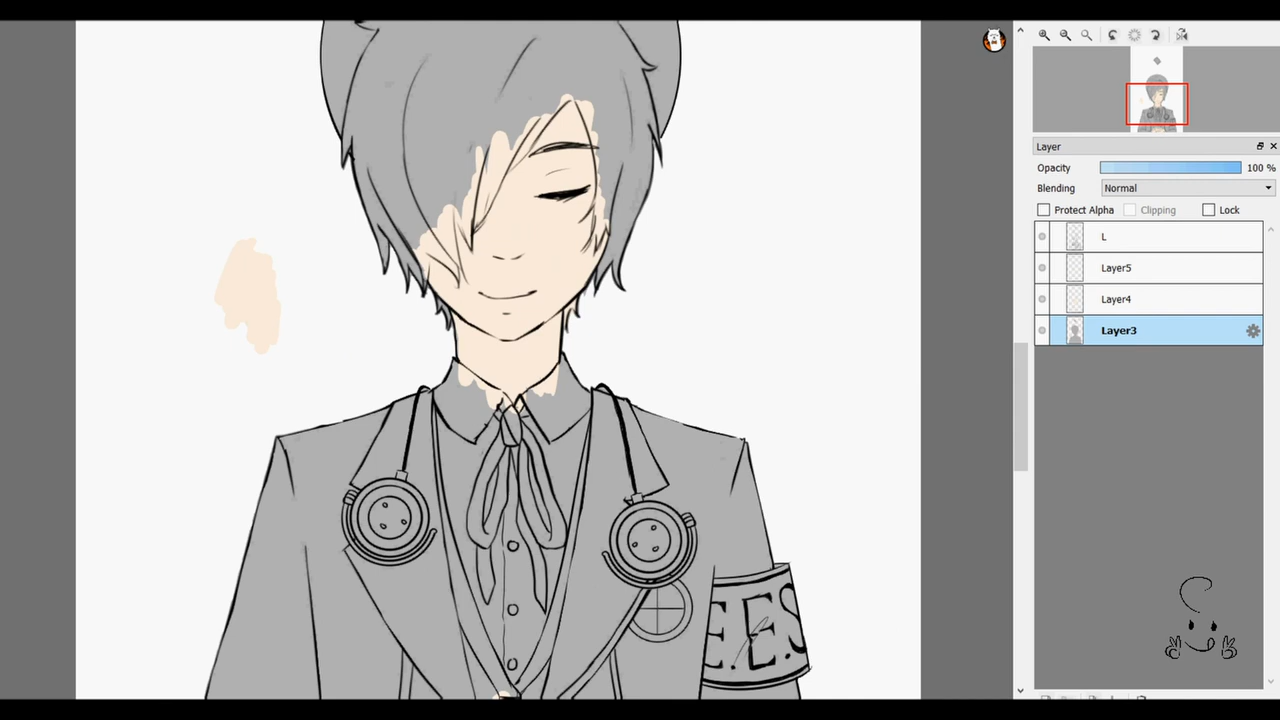 Layer
Opacity 100 %
Blending Normal
Protect Alpha Clipping Lock
L
Layer5
Layer4
Layer3
E.E.S